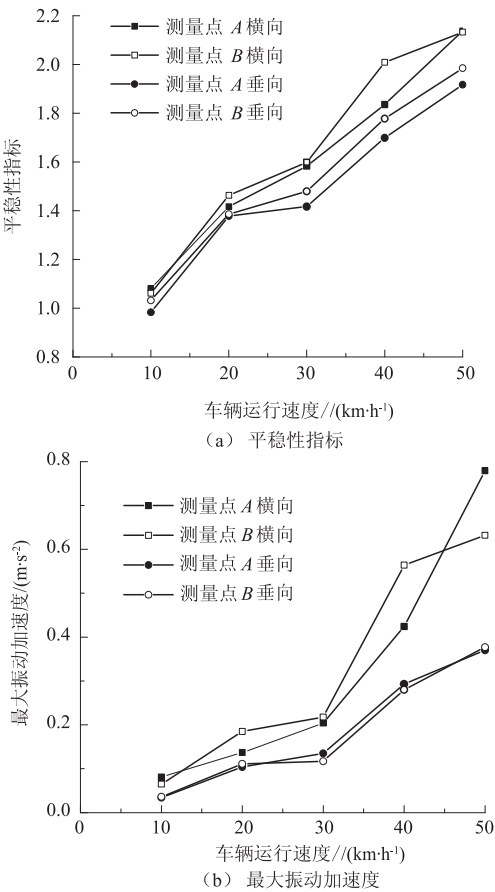 2.2
2.0
1.8
1.6
1.4
1.2
1.0
0.8
平稳性指标
测量点 A 横向
测量点 B 横向
测量点 A 垂向
测量点 B 垂向
0 10 20 30 40 50
车辆运行速度//(km·h-1)
(a) 平稳性指标
0.8
0.6
0.4
0.2
0.0
最大振动加速度/(m·s-2)
测量点 A 横向
测量点 B 横向
测量点 A 垂向
测量点 B 垂向
0 10 20 30 40 50
车辆运行速度//(km·h-1)
(b) 最大振动加速度